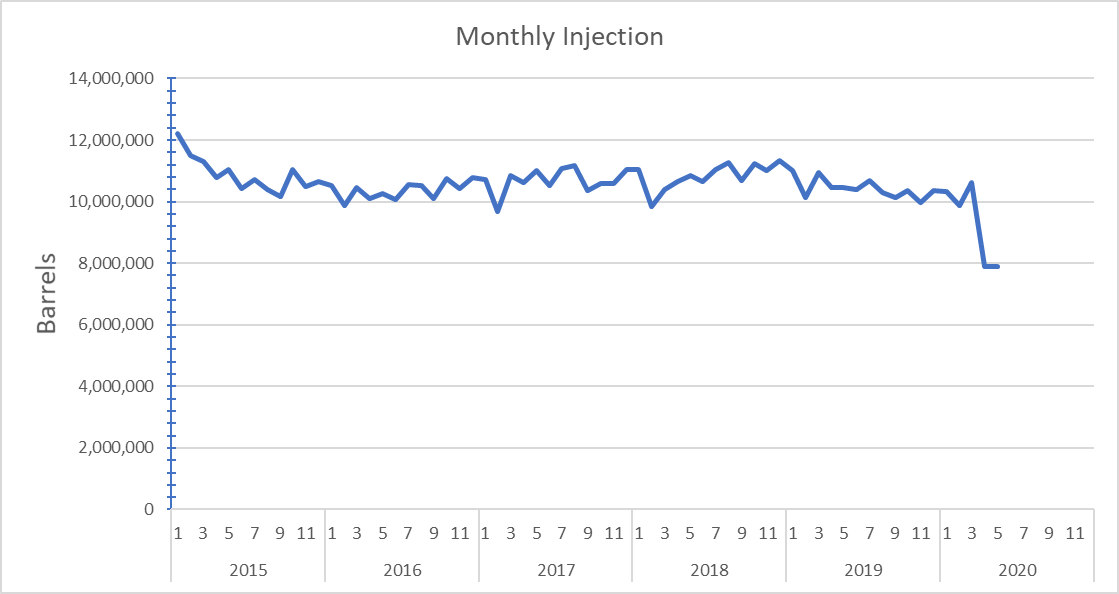 Monthly Injection
14,000,000
12,000,000
10,000,000
8,000,000
6,000,000
4,000,000
2,000,000
0
Barrels
1 3 5 7 9 11 1 3 5 7 9 11 1 3 5 7 9 11 1 3 5 7 9 11 1 3 5 7 9 11 1 3 5 7 9 11
2015 2016 2017 2018 2019 2020